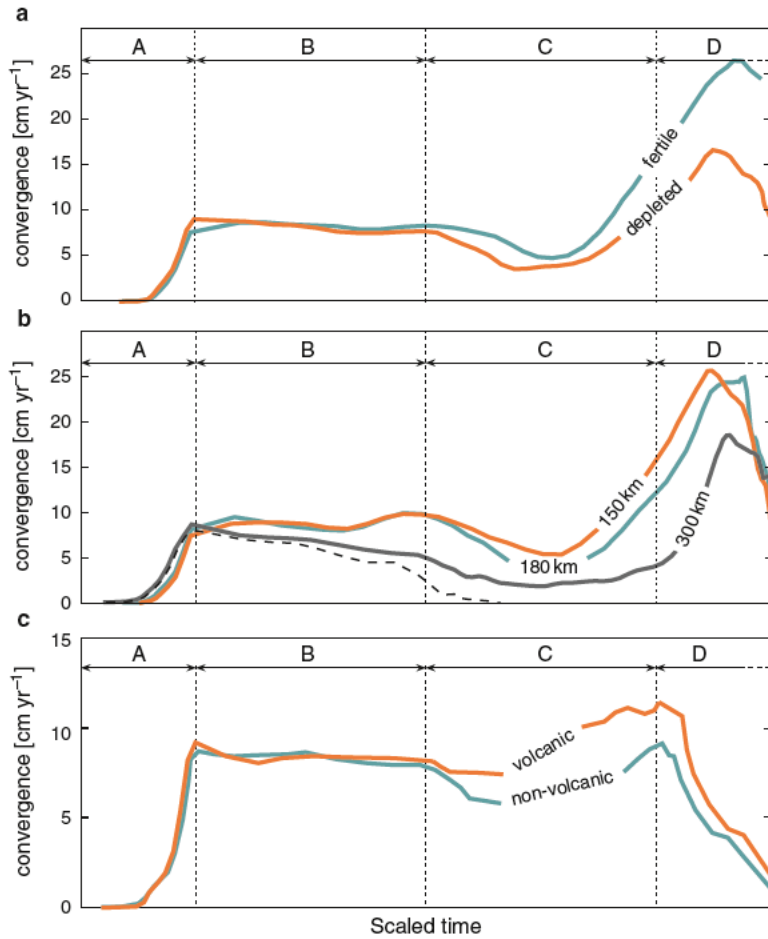 a
A B C D
convergence [cm yr⁻¹]
25
20
15
10
5
0
fertile
depleted
b
A B C D
convergence [cm yr⁻¹]
25
20
15
10
5
0
150 km
180 km
300 km
c
A B C D
convergence [cm yr⁻¹]
15
10
5
0
volcanic
non-volcanic
Scaled time